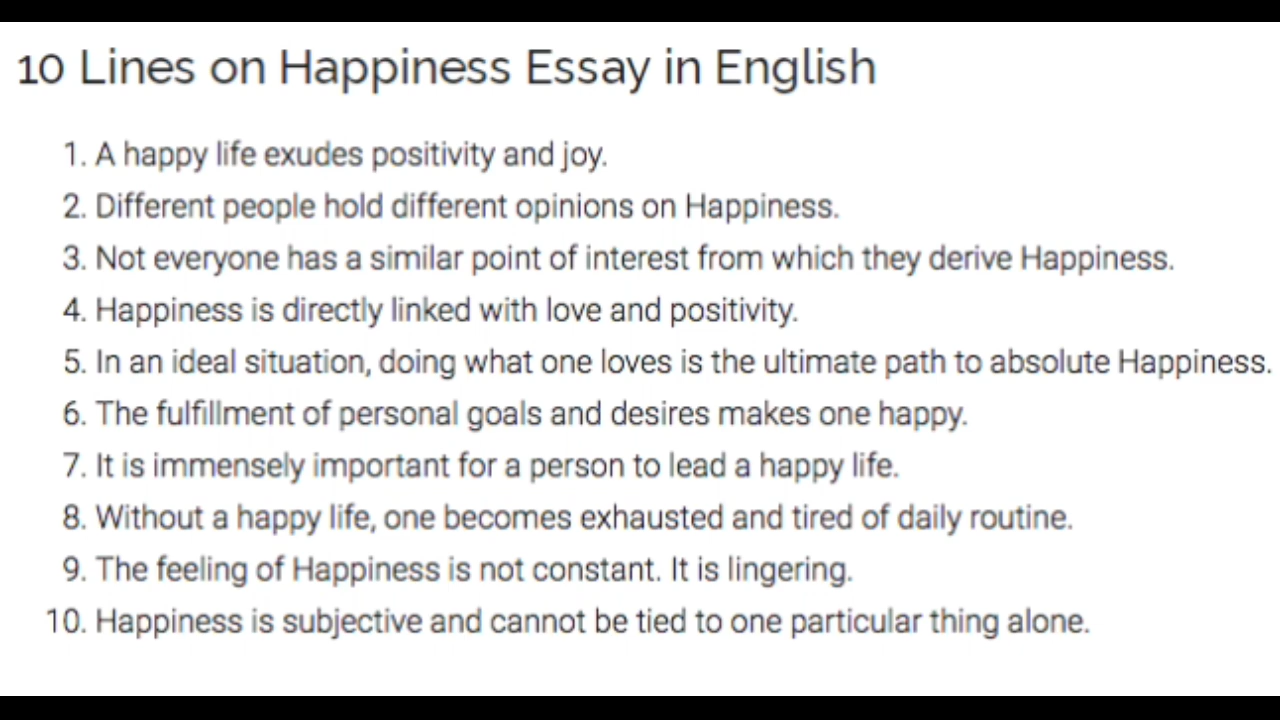 10 Lines on Happiness Essay in English
1. A happy life exudes positivity and joy.
2. Different people hold different opinions on Happiness.
3. Not everyone has a similar point of interest from which they derive Happiness.
4. Happiness is directly linked with love and positivity.
5. In an ideal situation, doing what one loves is the ultimate path to absolute Happiness.
6. The fulfillment of personal goals and desires makes one happy.
7. It is immensely important for a person to lead a happy life.
8. Without a happy life, one becomes exhausted and tired of daily routine.
9. The feeling of Happiness is not constant. It is lingering.
10. Happiness is subjective and cannot be tied to one particular thing alone.